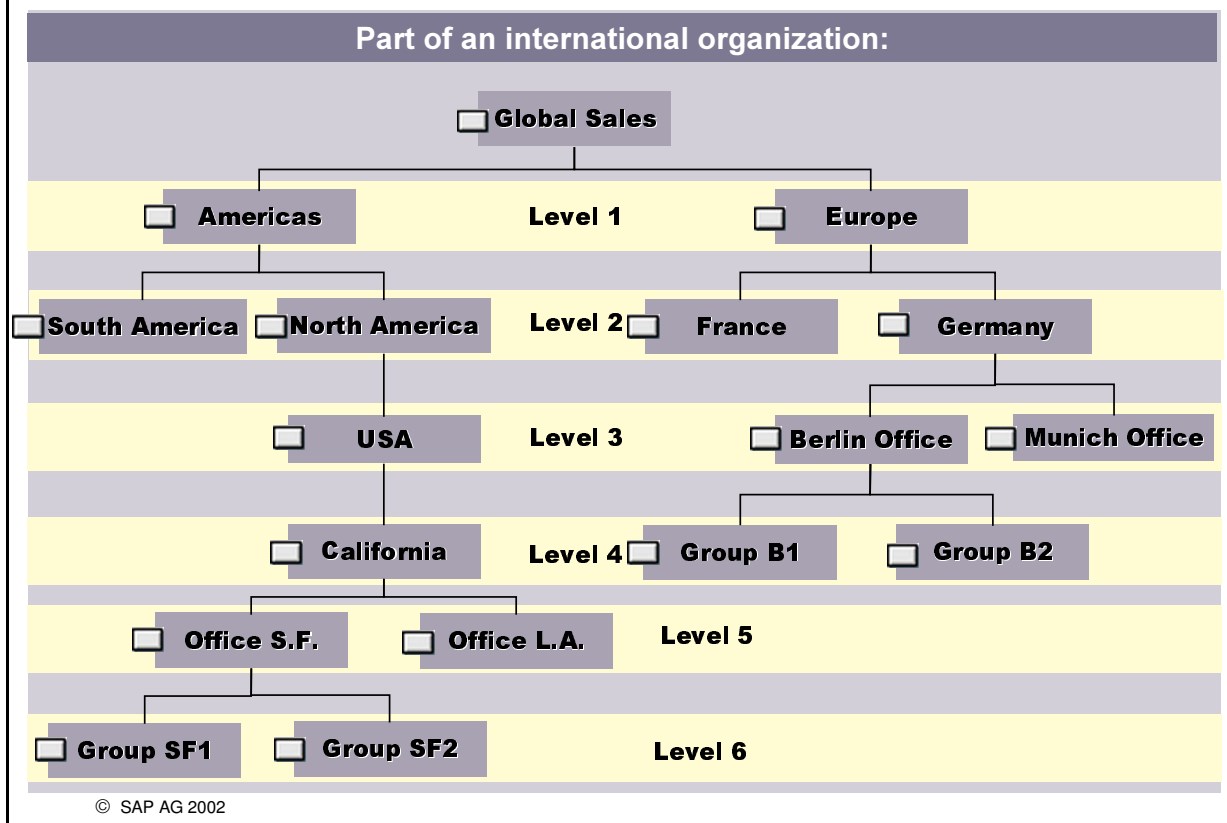 Part of an international organization:
Global Sales
Americas
Level 1
Europe
South America
North America
Level 2
France
Germany
USA
Level 3
Berlin Office
Munich Office
California
Level 4
Group B1
Group B2
Office S.F.
Office L.A.
Level 5
Group SF1
Group SF2
Level 6
© SAP AG 2002